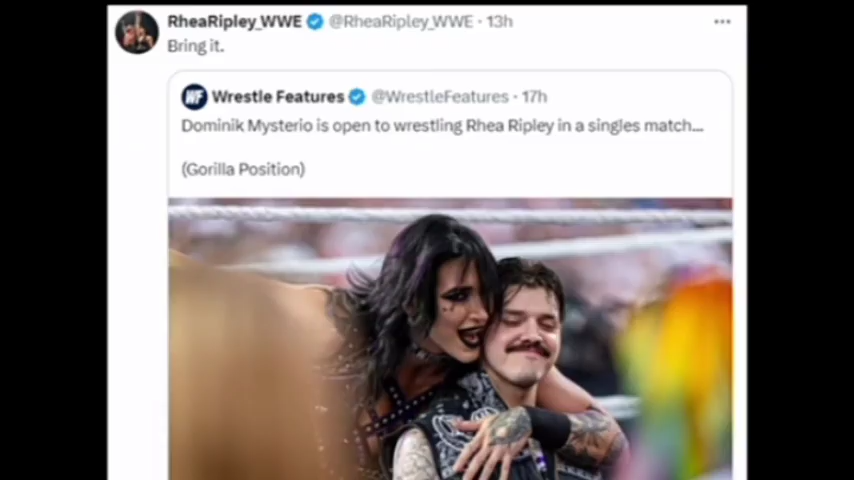 RheaRipley_WWE @RheaRipley_WWE · 13h
Bring it.
WF Wrestle Features @WrestleFeatures · 17h
Dominik Mysterio is open to wrestling Rhea Ripley in a singles match...
(Gorilla Position)